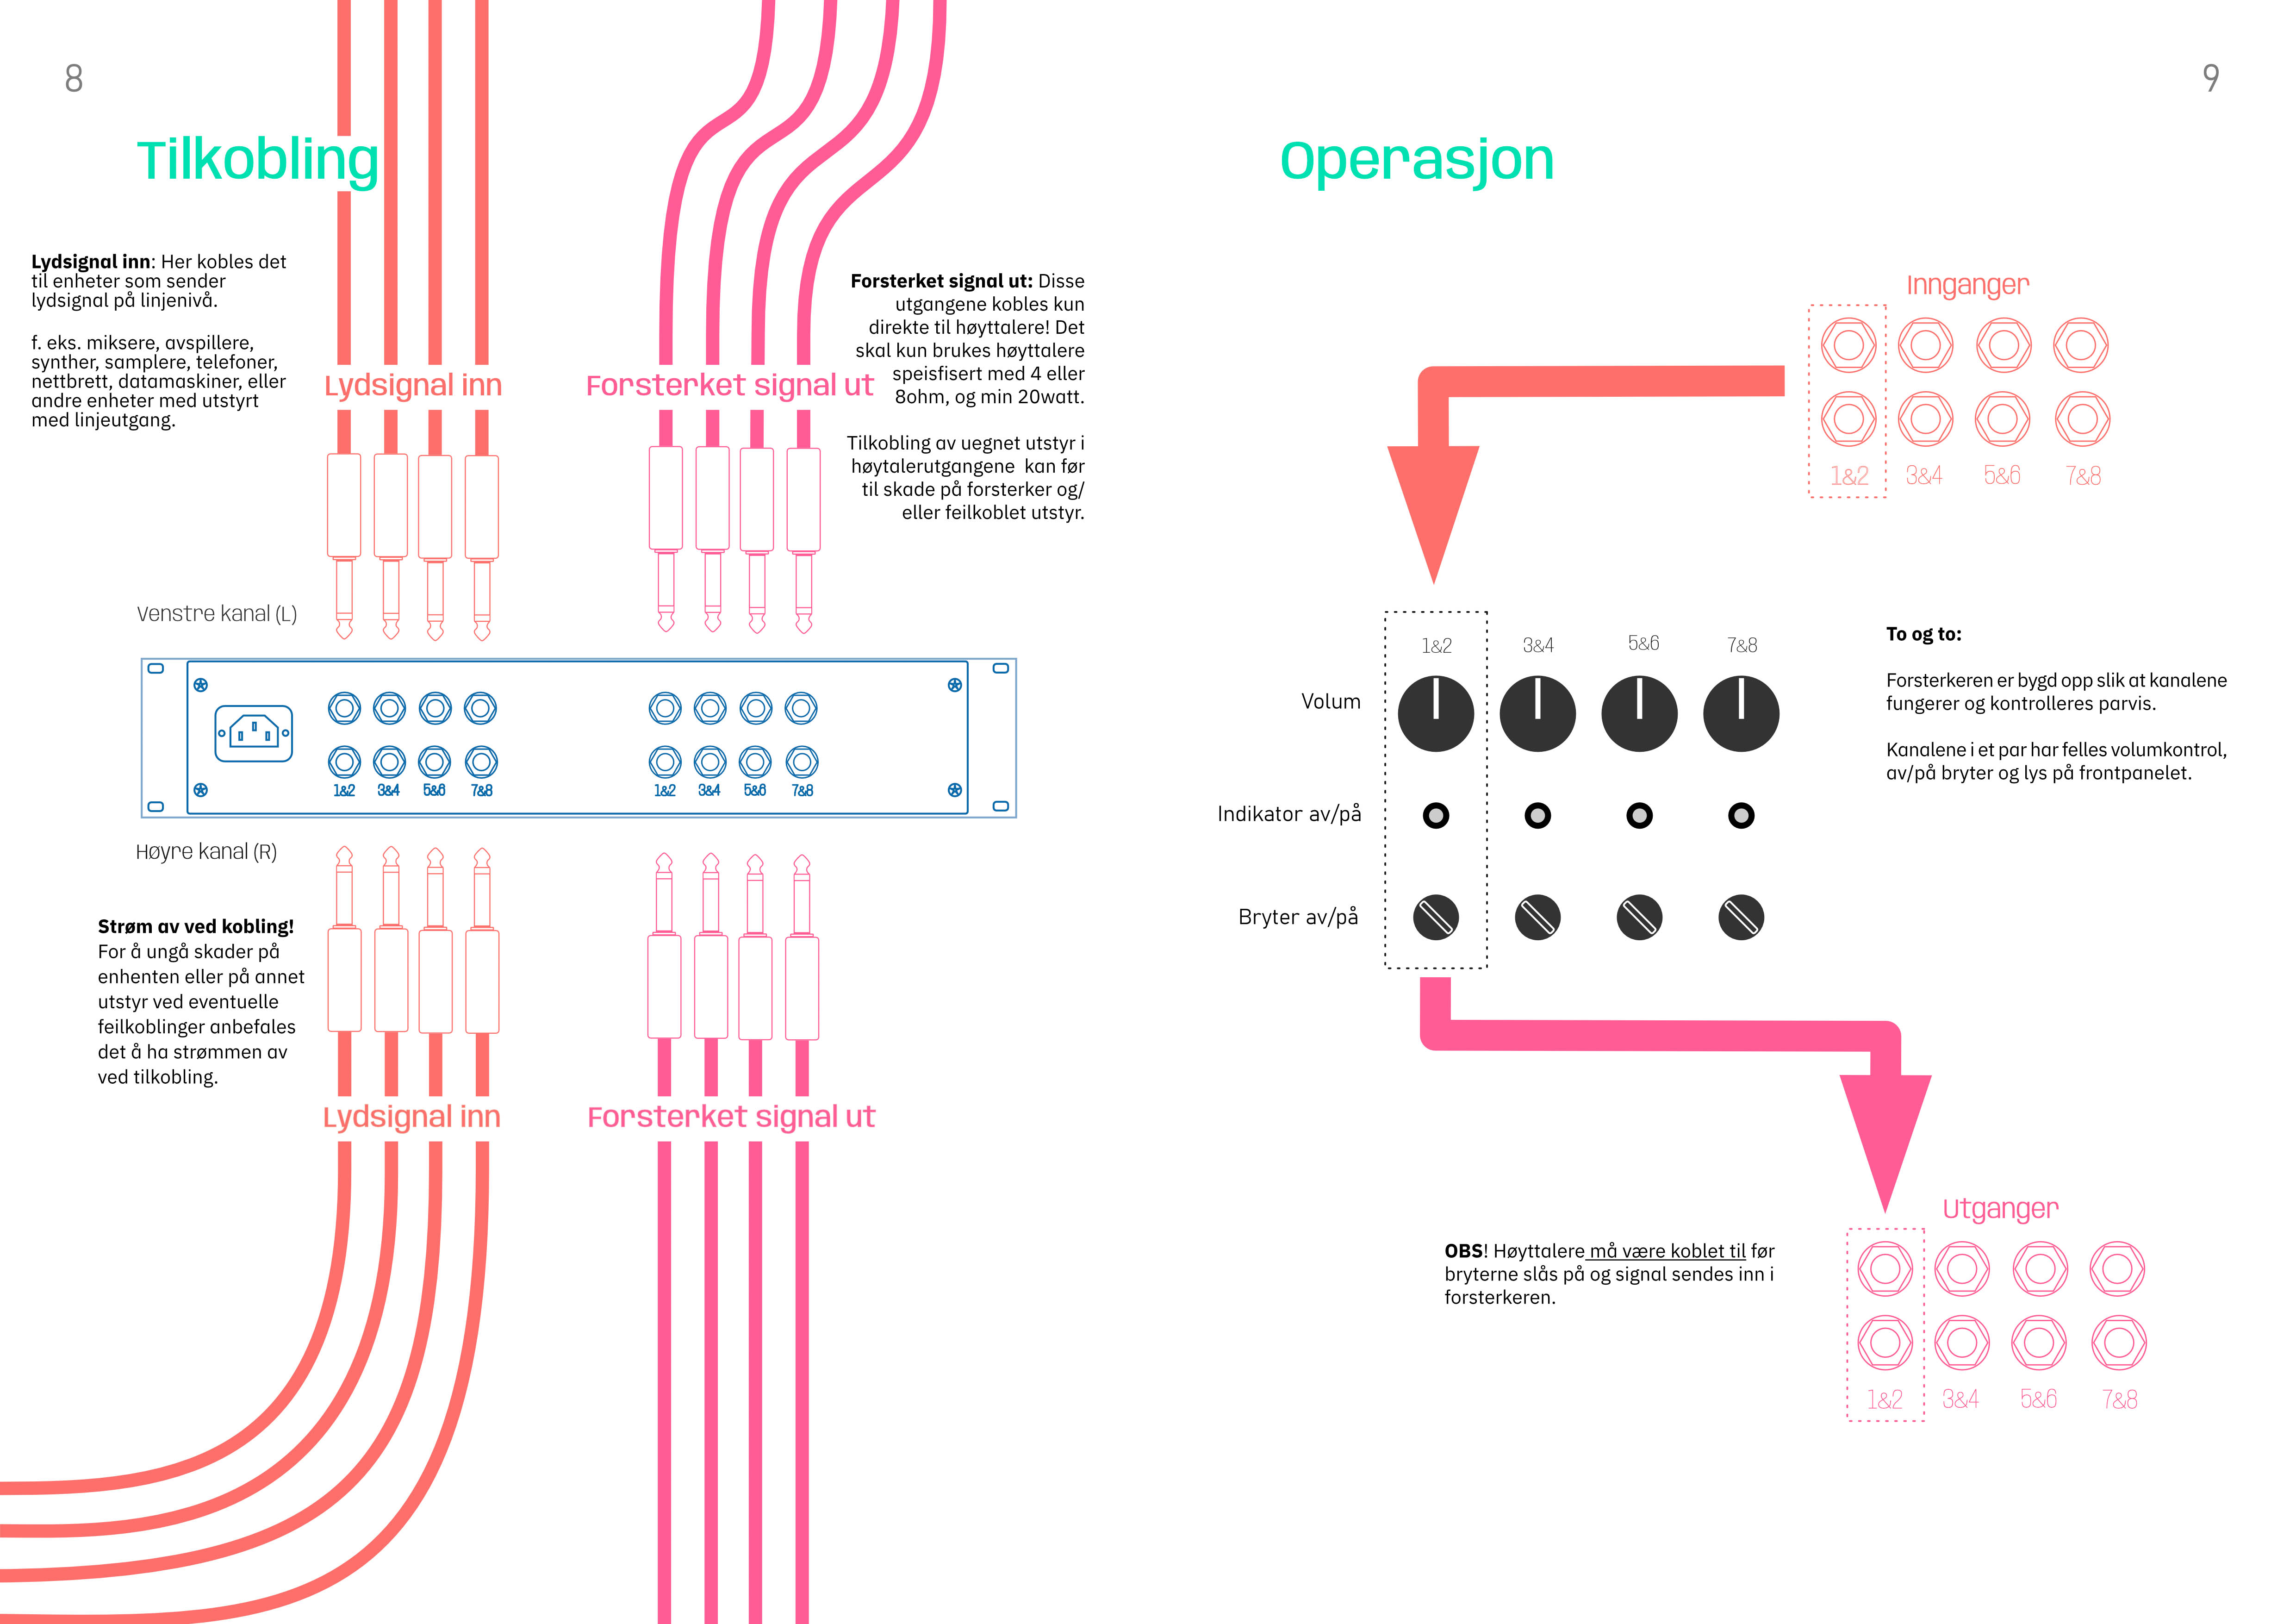 8
Tilkobling
Lydsignal inn: Her kobles det
til enheter som sender
lydsignal på linjenivå.
f. eks. miksere, avspillere,
synther, samplere, telefoner,
nettbrett, datamaskiner, eller
andre enheter med utstyrt
med linjeutgang.
Lydsignal inn
Forsterket signal ut
Forsterket signal ut: Disse
utgangene kobles kun
direkte til høyttalere! Det
skal kun brukes høyttalere
speisfisert med 4 eller
8ohm, og min 20watt.
Tilkobling av uegnet utstyr i
høytalerutgangene  kan før
til skade på forsterker og/
eller feilkoblet utstyr.
Venstre kanal (L)
1&2 3&4 5&6 7&8
1&2 3&4 5&6 7&8
Høyre kanal (R)
Strøm av ved kobling!
For å ungå skader på
enhenten eller på annet
utstyr ved eventuelle
feilkoblinger anbefales
det å ha strømmen av
ved tilkobling.
Lydsignal inn
Forsterket signal ut
9
Operasjon
Innganger
1&2 3&4 5&6 7&8
1&2 3&4 5&6 7&8
Volum
Indikator av/på
Bryter av/på
To og to:
Forsterkeren er bygd opp slik at kanalene
fungerer og kontrolleres parvis.
Kanalene i et par har felles volumkontrol,
av/på bryter og lys på frontpanelet.
OBS! Høyttalere må være koblet til før
bryterne slås på og signal sendes inn i
forsterkeren.
Utganger
1&2 3&4 5&6 7&8